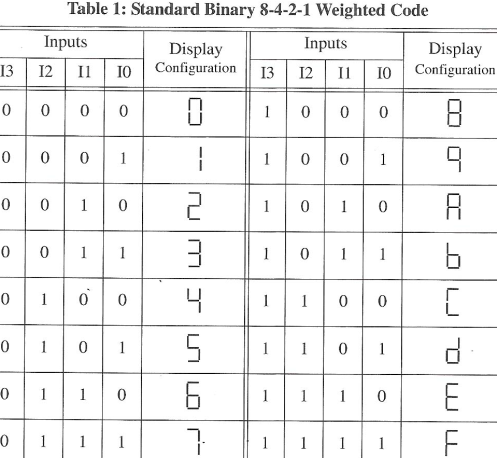 Table 1: Standard Binary 8-4-2-1 Weighted Code
Inputs Display Configuration Inputs Display Configuration
I3 I2 I1 I0 I3 I2 I1 I0
0 0 0 0 0 1 0 0 0 8
0 0 0 1 1 1 0 0 1 9
0 0 1 0 2 1 0 1 0 A
0 0 1 1 3 1 0 1 1 b
0 1 0 0 4 1 1 0 0 C
0 1 0 1 5 1 1 0 1 d
0 1 1 0 6 1 1 1 0 E
0 1 1 1 7 1 1 1 1 F